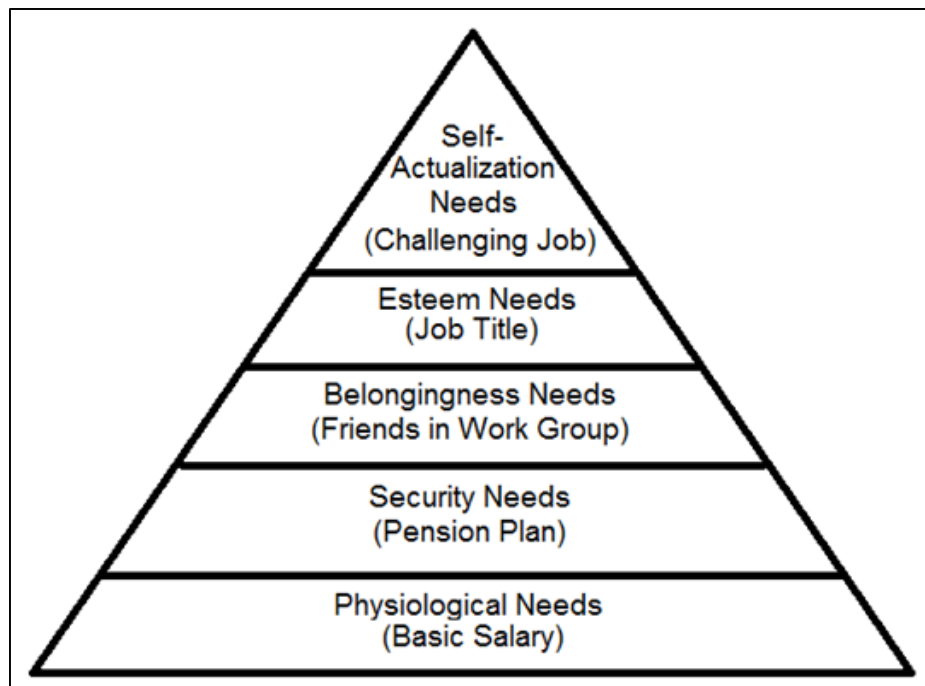 Self-
Actualization
Needs
(Challenging Job)
Esteem Needs
(Job Title)
Belongingness Needs
(Friends in Work Group)
Security Needs
(Pension Plan)
Physiological Needs
(Basic Salary)